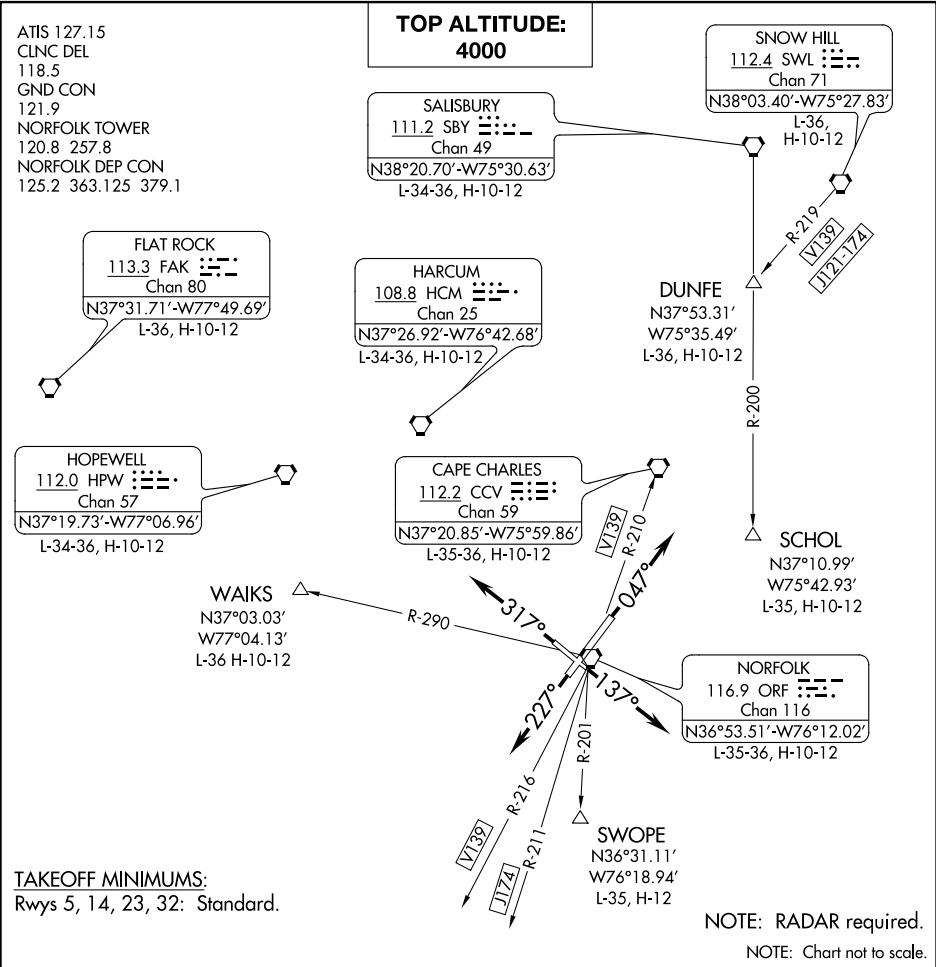 ATIS 127.15
CLNC DEL
118.5
GND CON
121.9
NORFOLK TOWER
120.8 257.8
NORFOLK DEP CON
125.2 363.125 379.1
TOP ALTITUDE:
4000
SNOW HILL
112.4 SWL
Chan 71
N38°03.40'-W75°27.83'
L-36,
H-10-12
SALISBURY
111.2 SBY
Chan 49
N38°20.70'-W75°30.63'
L-34-36, H-10-12
R-219
V139
J121-174
FLAT ROCK
113.3 FAK
Chan 80
N37°31.71'-W77°49.69'
L-36, H-10-12
HARCUM
108.8 HCM
Chan 25
N37°26.92'-W76°42.68'
L-34-36, H-10-12
DUNFE
N37°53.31'
W75°35.49'
L-36, H-10-12
R-200
HOPEWELL
112.0 HPW
Chan 57
N37°19.73'-W77°06.96'
L-34-36, H-10-12
CAPE CHARLES
112.2 CCV
Chan 59
N37°20.85'-W75°59.86'
L-35-36, H-10-12
V139
R-210
SCHOL
N37°10.99'
W75°42.93'
L-35, H-10-12
WAIKS
N37°03.03'
W77°04.13'
L-36 H-10-12
R-290
317°
047°
227°
137°
NORFOLK
116.9 ORF
Chan 116
N36°53.51'-W76°12.02'
L-35-36, H-10-12
R-201
R-216
V139
R-211
J174
SWOPE
N36°31.11'
W76°18.94'
L-35, H-12
TAKEOFF MINIMUMS:
Rwys 5, 14, 23, 32: Standard.
NOTE: RADAR required.
NOTE: Chart not to scale.